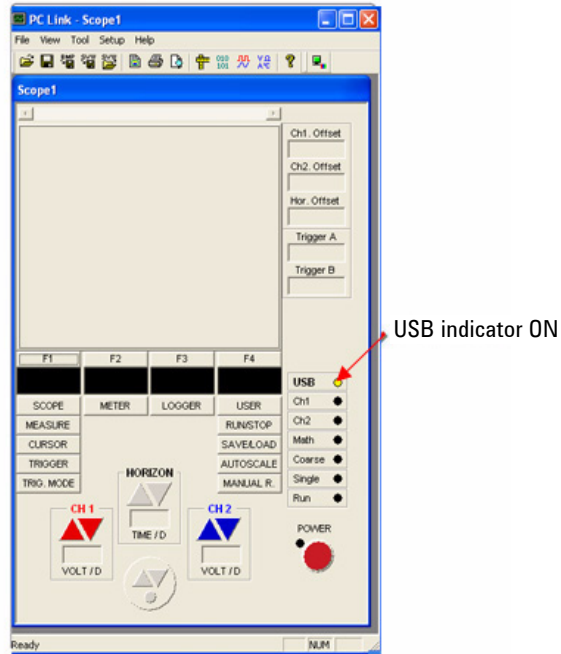 PC Link - Scope1
File View Tool Setup Help
010
101
Scope1
Ch1. Offset
Ch2. Offset
Hor. Offset
Trigger A
Trigger B
USB indicator ON
F1 F2 F3 F4
SCOPE METER LOGGER USER
MEASURE RUN/STOP
CURSOR SAVE/LOAD
TRIGGER AUTOSCALE
TRIG. MODE MANUAL R.
USB
Ch1
Ch2
Math
Coarse
Single
Run
HORIZON
TIME / D
CH 1
VOLT / D
CH 2
VOLT / D
POWER
Ready NUM